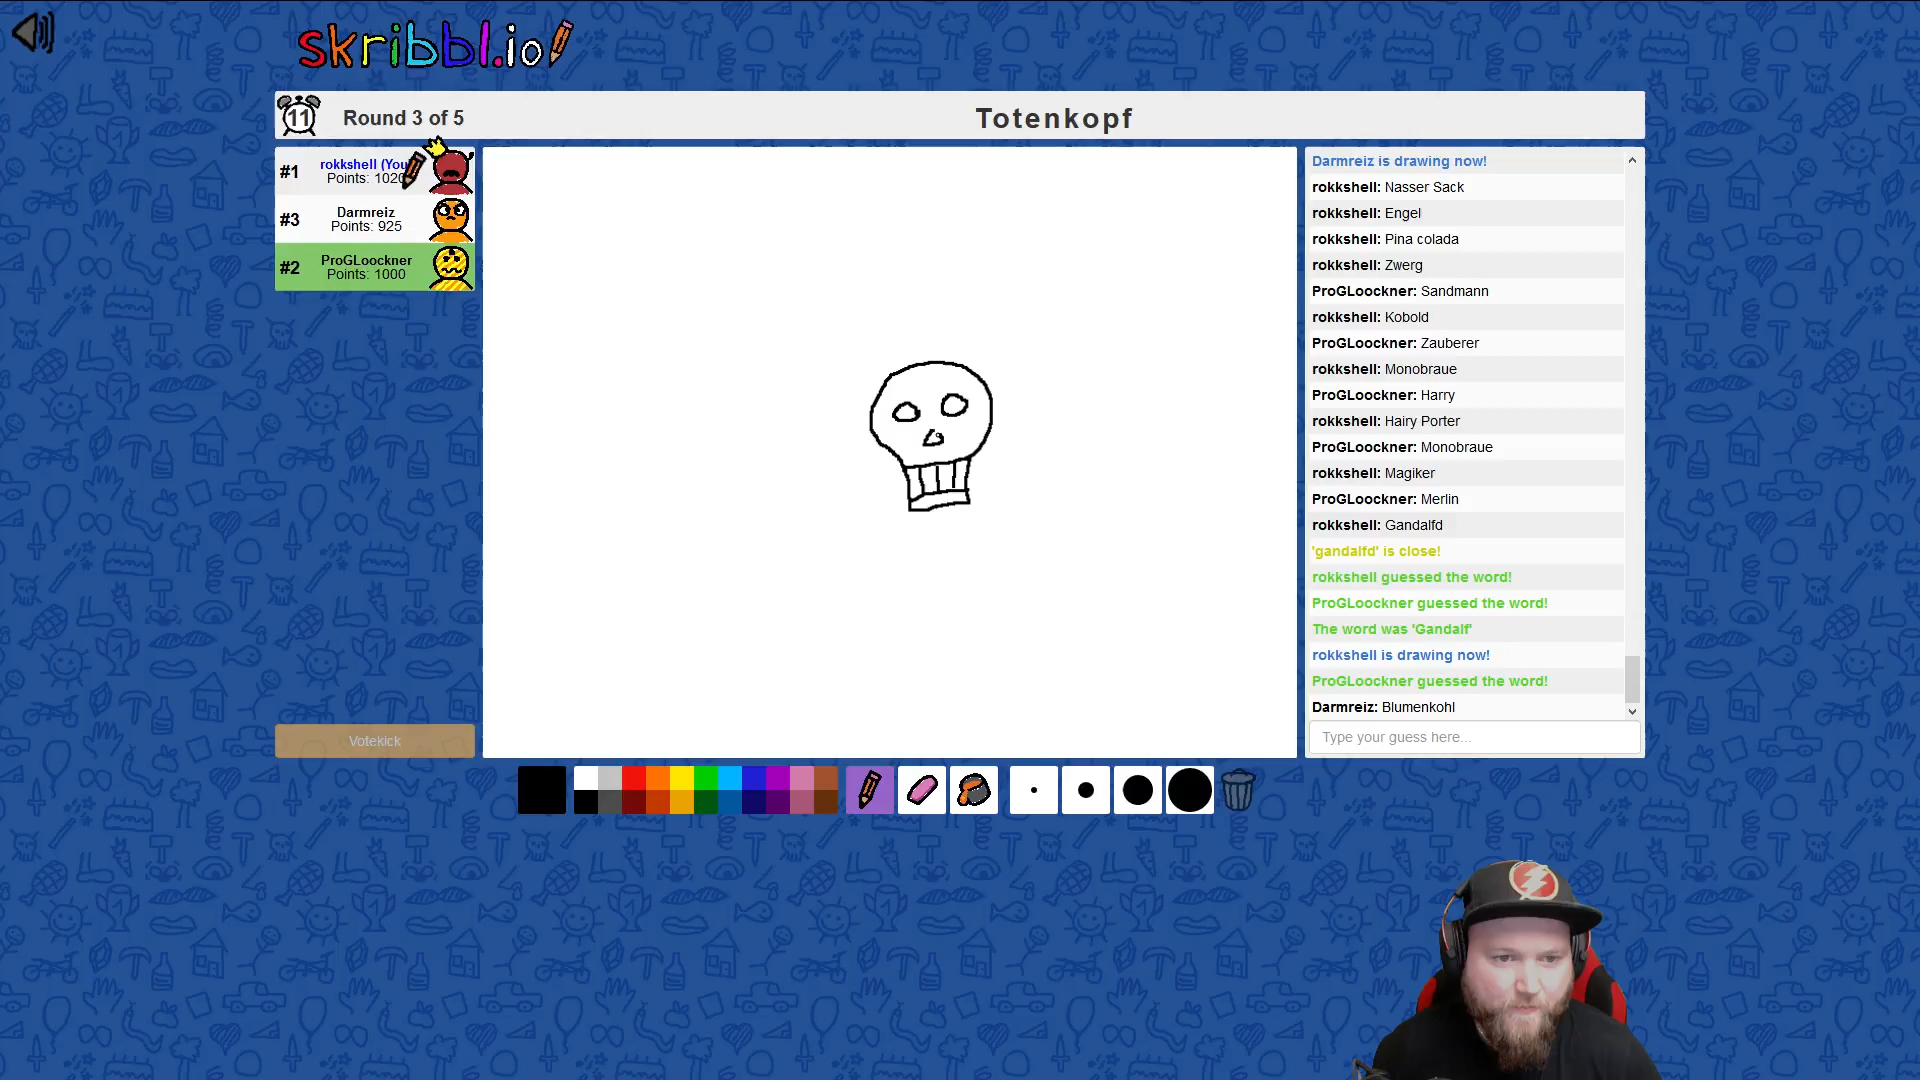 skribbl.io
11
Round 3 of 5
Totenkopf
#1
rokkshell (You
Points: 1020
#3
Darmreiz
Points: 925
#2
ProGLoockner
Points: 1000
Votekick
Darmreiz is drawing now!
rokkshell: Nasser Sack
rokkshell: Engel
rokkshell: Pina colada
rokkshell: Zwerg
ProGLoockner: Sandmann
rokkshell: Kobold
ProGLoockner: Zauberer
rokkshell: Monobraue
ProGLoockner: Harry
rokkshell: Hairy Porter
ProGLoockner: Monobraue
rokkshell: Magiker
ProGLoockner: Merlin
rokkshell: Gandalfd
'gandalfd' is close!
rokkshell guessed the word!
ProGLoockner guessed the word!
The word was 'Gandalf'
rokkshell is drawing now!
ProGLoockner guessed the word!
Darmreiz: Blumenkohl
Type your guess here...